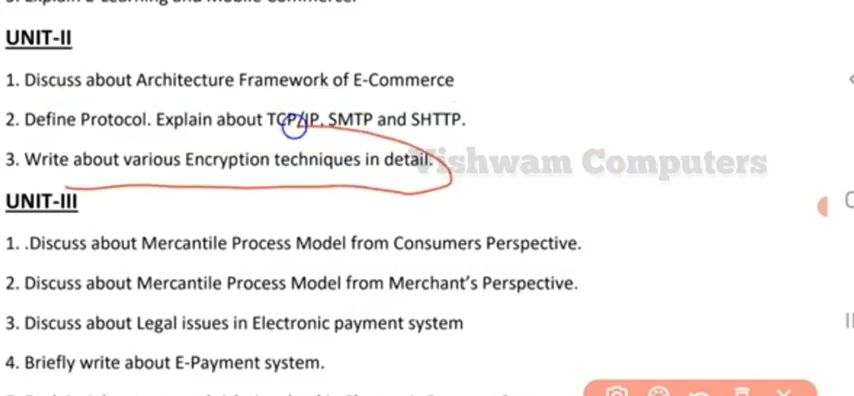 UNIT-II
1. Discuss about Architecture Framework of E-Commerce
2. Define Protocol. Explain about TCP/IP, SMTP and SHTTP.
3. Write about various Encryption techniques in detail.
Vishwam Computers
UNIT-III
1. .Discuss about Mercantile Process Model from Consumers Perspective.
2. Discuss about Mercantile Process Model from Merchant’s Perspective.
3. Discuss about Legal issues in Electronic payment system
4. Briefly write about E-Payment system.